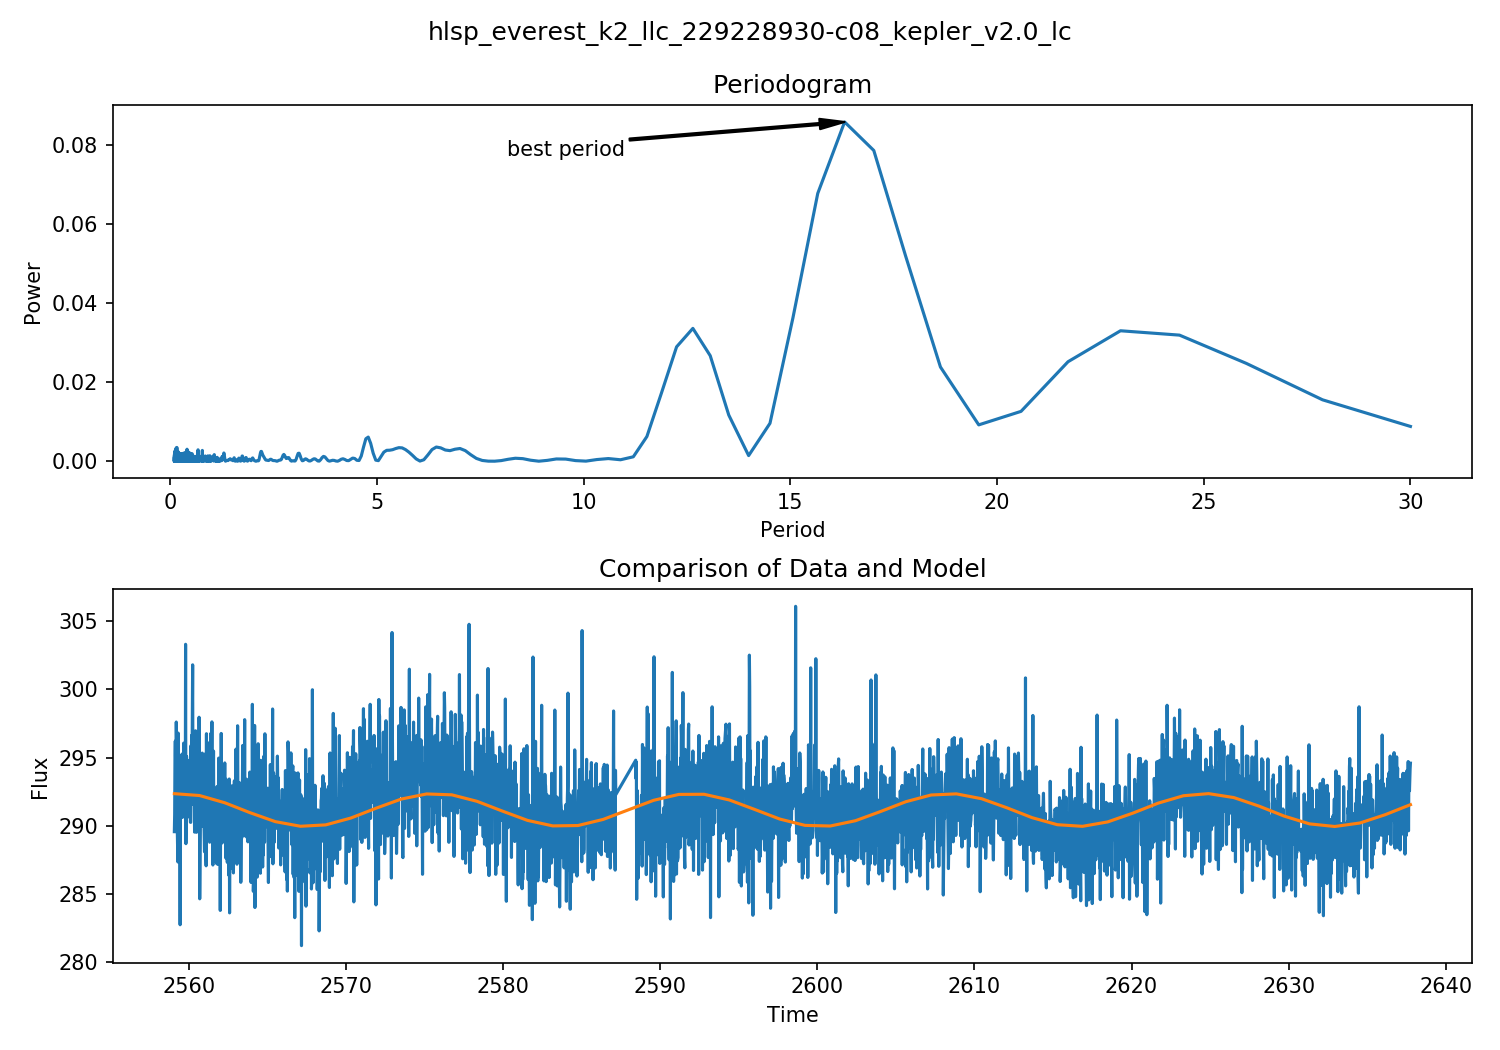 hlsp_everest_k2_llc_229228930-c08_kepler_v2.0_lc
Periodogram
best period
0.08
0.06
0.04
0.02
0.00
Power
0 5 10 15 20 25 30
Period
Comparison of Data and Model
305
300
295
290
285
280
Flux
2560 2570 2580 2590 2600 2610 2620 2630 2640
Time